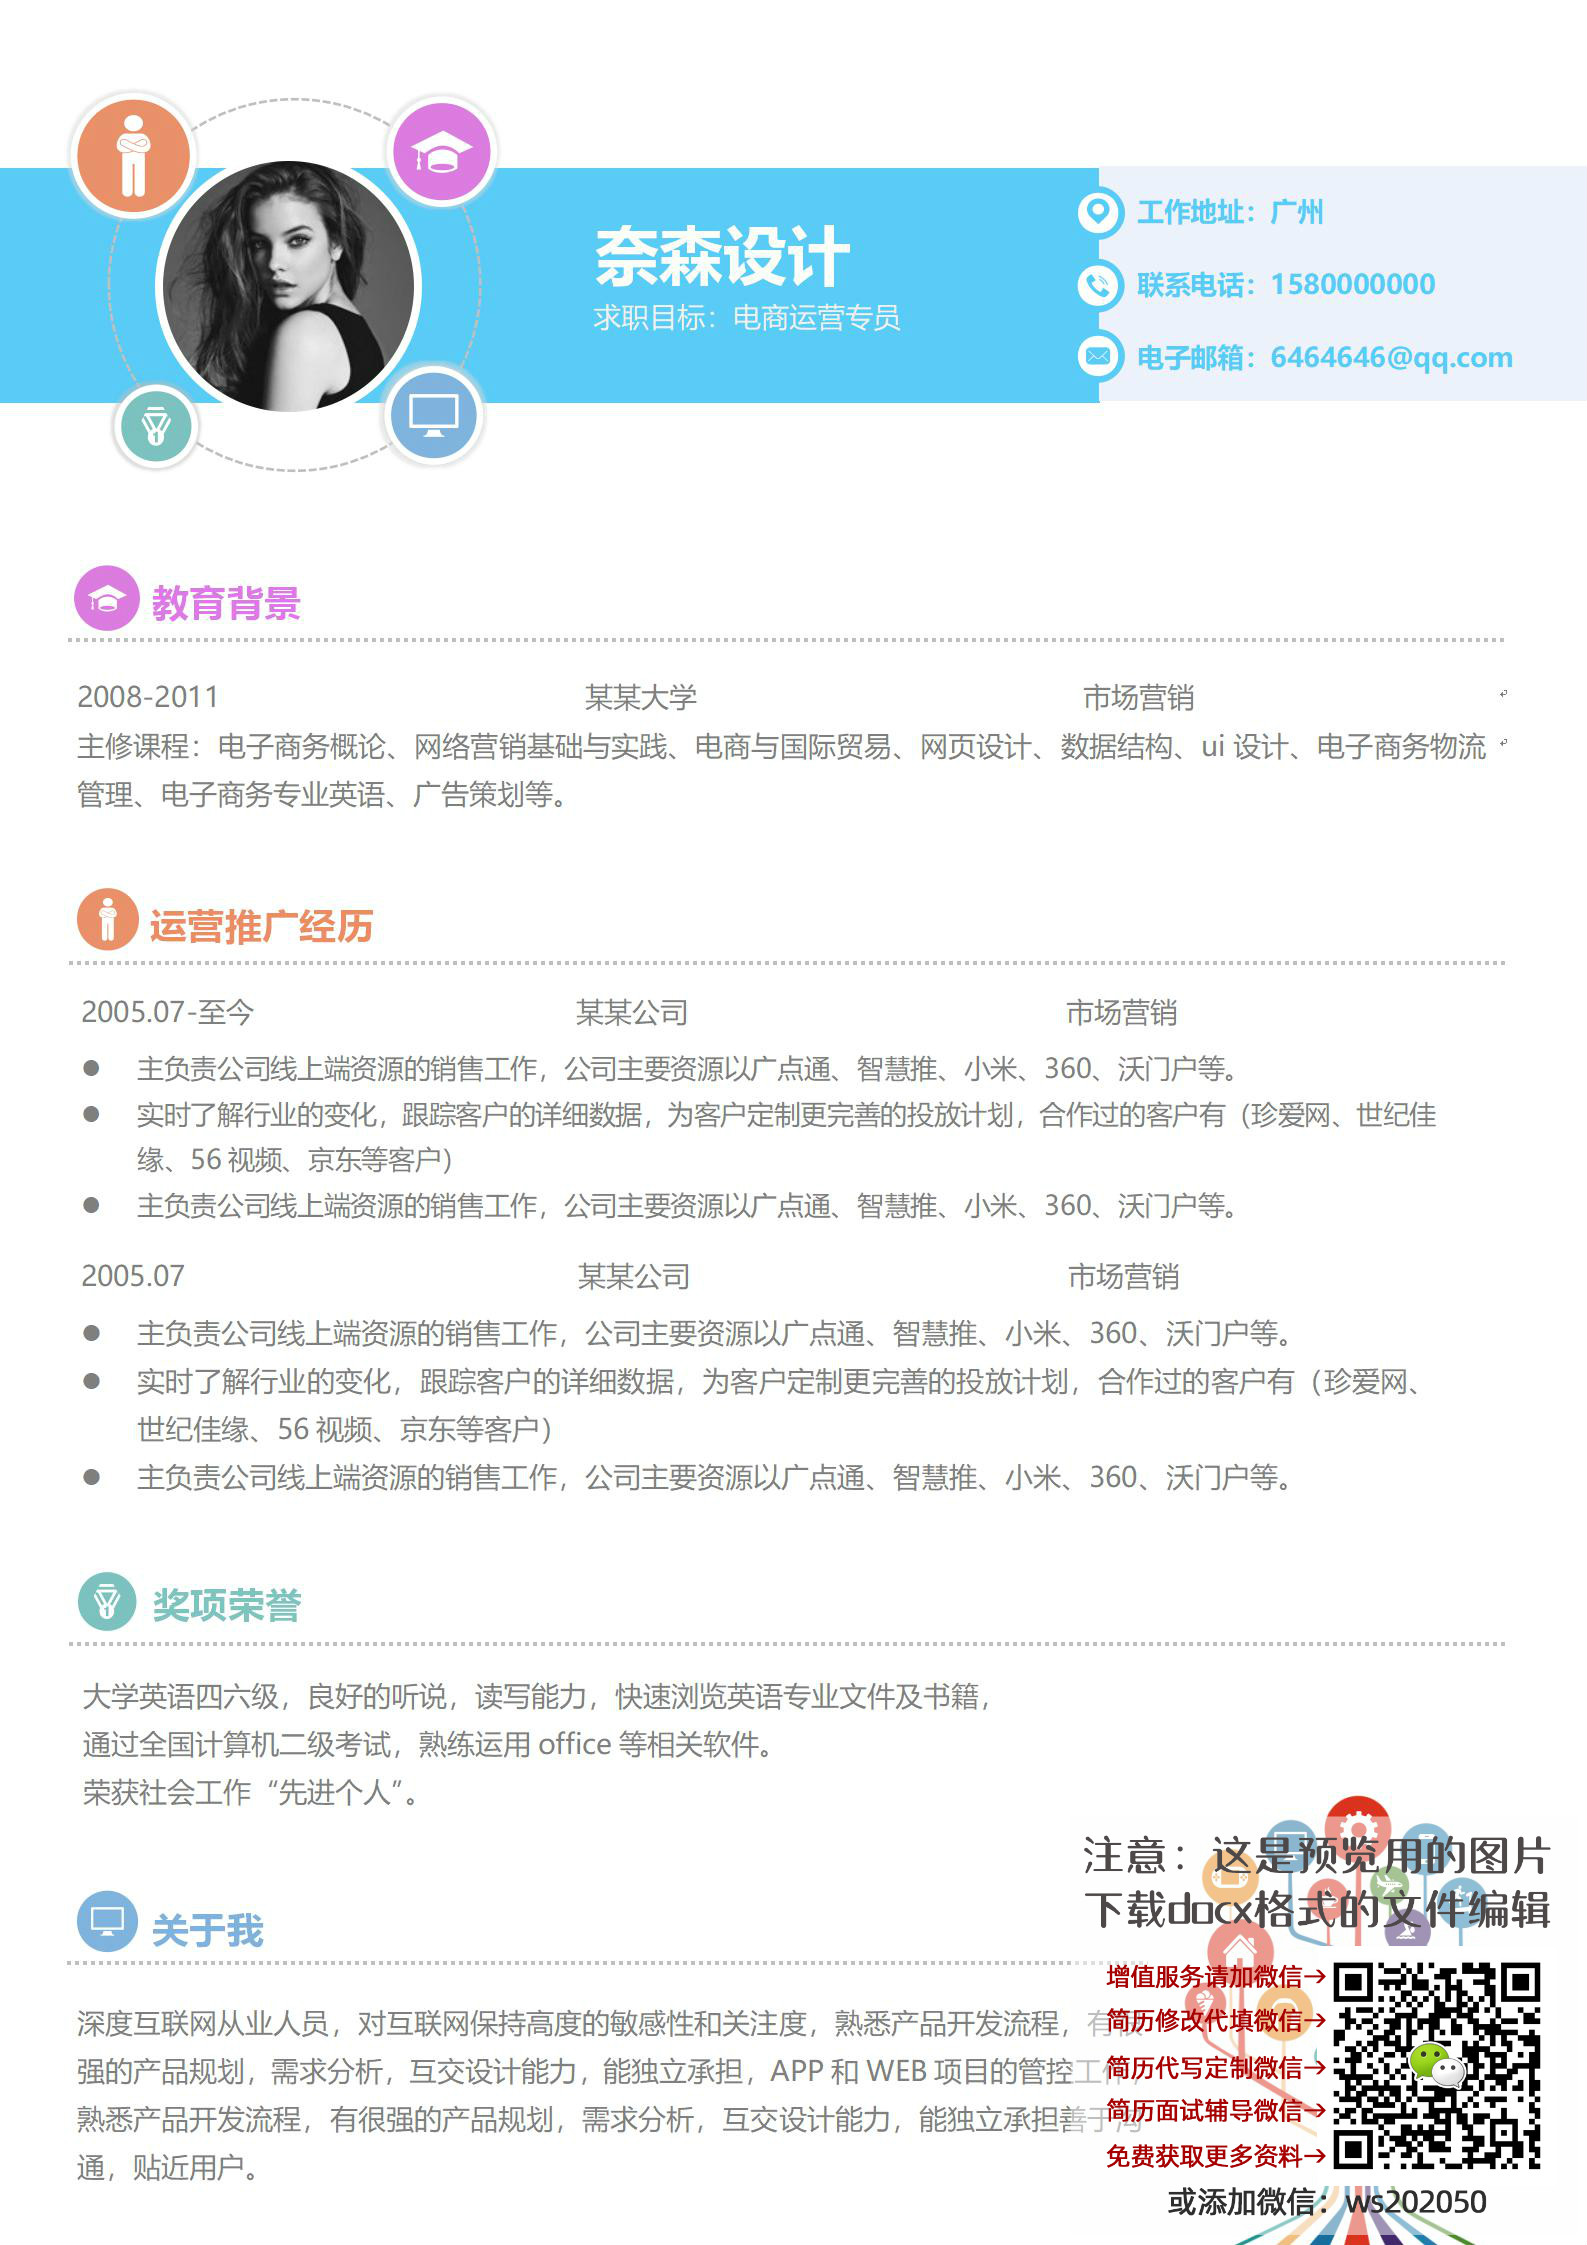 奈森设计
求职目标：电商运营专员
工作地址：广州
联系电话：1580000000
电子邮箱：6464646@qq.com
教育背景
2008-2011 某某大学 市场营销
主修课程：电子商务概论、网络营销基础与实践、电商与国际贸易、网页设计、数据结构、ui 设计、电子商务物流
管理、电子商务专业英语、广告策划等。
运营推广经历
2005.07-至今 某某公司 市场营销
● 主负责公司线上端资源的销售工作，公司主要资源以广点通、智慧推、小米、360、沃门户等。
● 实时了解行业的变化，跟踪客户的详细数据，为客户定制更完善的投放计划，合作过的客户有（珍爱网、世纪佳
缘、56 视频、京东等客户）
● 主负责公司线上端资源的销售工作，公司主要资源以广点通、智慧推、小米、360、沃门户等。
2005.07 某某公司 市场营销
● 主负责公司线上端资源的销售工作，公司主要资源以广点通、智慧推、小米、360、沃门户等。
● 实时了解行业的变化，跟踪客户的详细数据，为客户定制更完善的投放计划，合作过的客户有（珍爱网、
世纪佳缘、56 视频、京东等客户）
● 主负责公司线上端资源的销售工作，公司主要资源以广点通、智慧推、小米、360、沃门户等。
奖项荣誉
大学英语四六级，良好的听说，读写能力，快速浏览英语专业文件及书籍，
通过全国计算机二级考试，熟练运用 office 等相关软件。
荣获社会工作“先进个人”。
关于我
深度互联网从业人员，对互联网保持高度的敏感性和关注度，熟悉产品开发流程，有很
强的产品规划，需求分析，互交设计能力，能独立承担，APP 和 WEB 项目的管控工作，
熟悉产品开发流程，有很强的产品规划，需求分析，互交设计能力，能独立承担善于沟
通，贴近用户。
注意：这是预览用的图片
下载docx格式的文件编辑
增值服务请加微信→
简历修改代填微信→
简历代写定制微信→
简历面试辅导微信→
免费获取更多资料→
或添加微信：ws202050